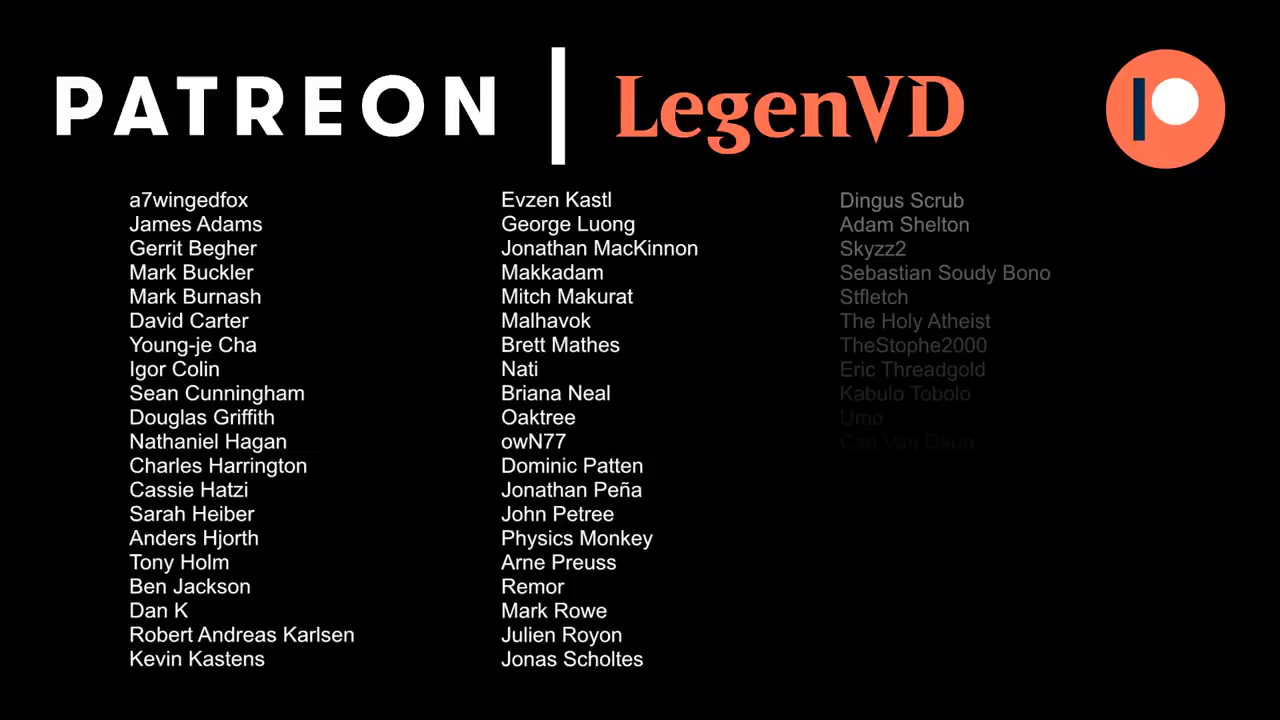 PATREON | LegenVD
a7wingedfox
James Adams
Gerrit Begher
Mark Buckler
Mark Burnash
David Carter
Young-je Cha
Igor Colin
Sean Cunningham
Douglas Griffith
Nathaniel Hagan
Charles Harrington
Cassie Hatzi
Sarah Heiber
Anders Hjorth
Tony Holm
Ben Jackson
Dan K
Robert Andreas Karlsen
Kevin Kastens
Evzen Kastl
George Luong
Jonathan MacKinnon
Makkadam
Mitch Makurat
Malhavok
Brett Mathes
Nati
Briana Neal
Oaktree
owN77
Dominic Patten
Jonathan Peña
John Petree
Physics Monkey
Arne Preuss
Remor
Mark Rowe
Julien Royon
Jonas Scholtes
Dingus Scrub
Adam Shelton
Skyzz2
Sebastian Soudy Bono
Stfletch
The Holy Atheist
TheStophe2000
Eric Threadgold
Kabulo Tobolo
Umo
Van